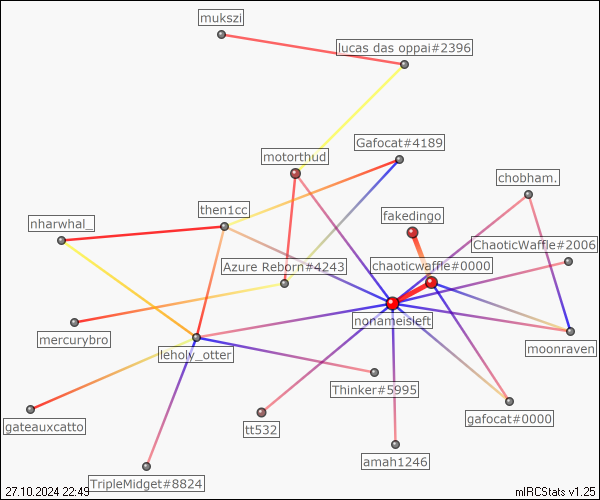 mukszi
lucas das oppai#2396
Gafocat#4189
motorthud
chobham.
then1cc
fakedingo
nharwhal_
ChaoticWaffle#2006
Azure Reborn#4243
chaoticwaffle#0000
nonameisleft
mercurybro
leholy_otter
moonraven
Thinker#5995
gateauxcatto
tt532
gafocat#0000
amah1246
TripleMidget#8824
27.10.2024 22:49
mIRCStats v1.25